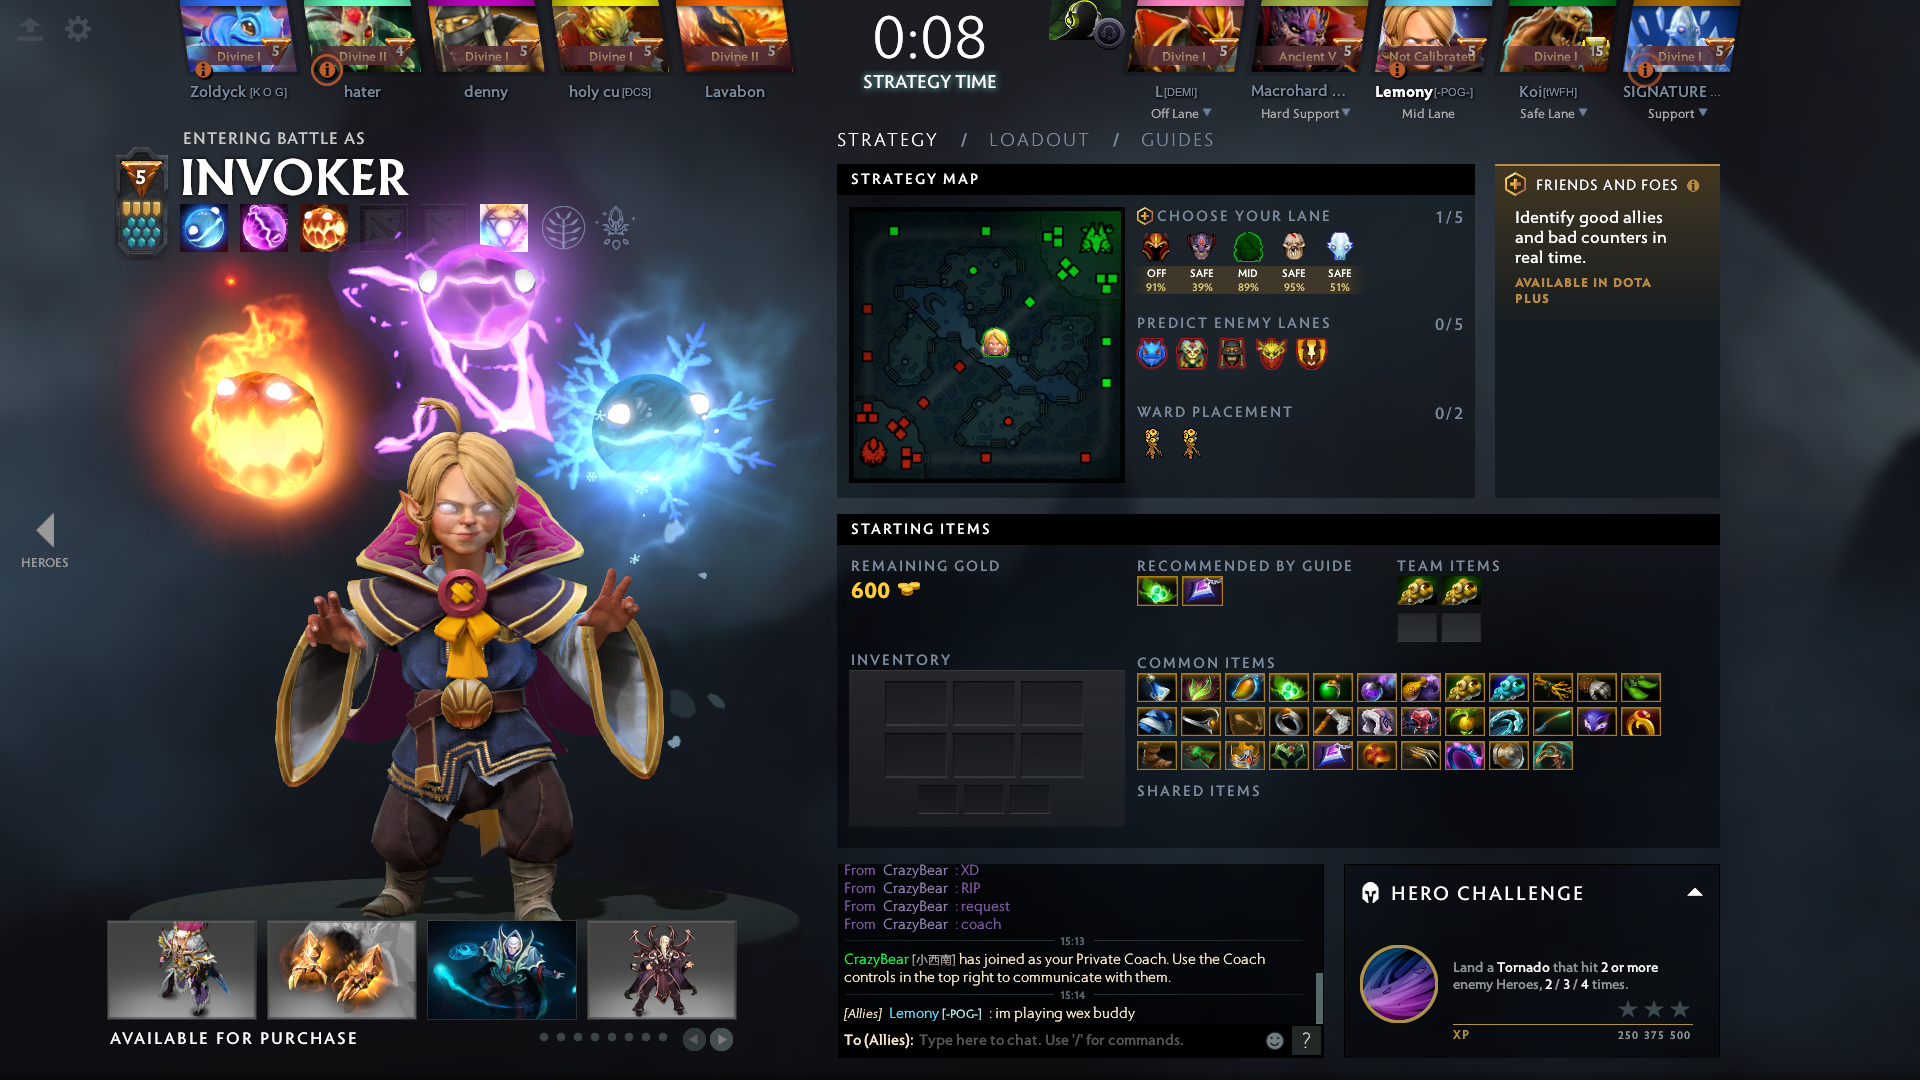 5
4
5
5
5
Divine I
Divine II
Divine I
Divine I
Divine II
Zoldyck [K O G]
hater
denny
holy cu [ĐCS]
Lavabon
0:08
STRATEGY TIME
5
5
5
15
5
Divine I
Ancient V
Not Calibrated
Divine I
Divine I
L[DEMI]
Macrohard ...
Lemony[-POG-]
Koi[tWFH]
SIGNATURE ...
Off Lane
Hard Support
Mid Lane
Safe Lane
Support
ENTERING BATTLE AS
INVOKER
5
HEROES
AVAILABLE FOR PURCHASE
STRATEGY / LOADOUT / GUIDES
STRATEGY MAP
CHOOSE YOUR LANE 1/5
OFF SAFE MID SAFE SAFE
91% 39% 89% 95% 51%
PREDICT ENEMY LANES 0/5
WARD PLACEMENT 0/2
FRIENDS AND FOES
Identify good allies
and bad counters in
real time.
AVAILABLE IN DOTA
PLUS
STARTING ITEMS
REMAINING GOLD
600
RECOMMENDED BY GUIDE
TEAM ITEMS
INVENTORY
COMMON ITEMS
SHARED ITEMS
From CrazyBear : XD
From CrazyBear : RIP
From CrazyBear : request
From CrazyBear : coach
15:13
CrazyBear [小西南] has joined as your Private Coach. Use the Coach
controls in the top right to communicate with them.
15:14
[Allies] Lemony [-POG-] : im playing wex buddy
To (Allies): Type here to chat. Use '/' for commands.
?
HERO CHALLENGE
Land a Tornado that hit 2 or more
enemy Heroes, 2 / 3 / 4 times.
XP
250 375 500